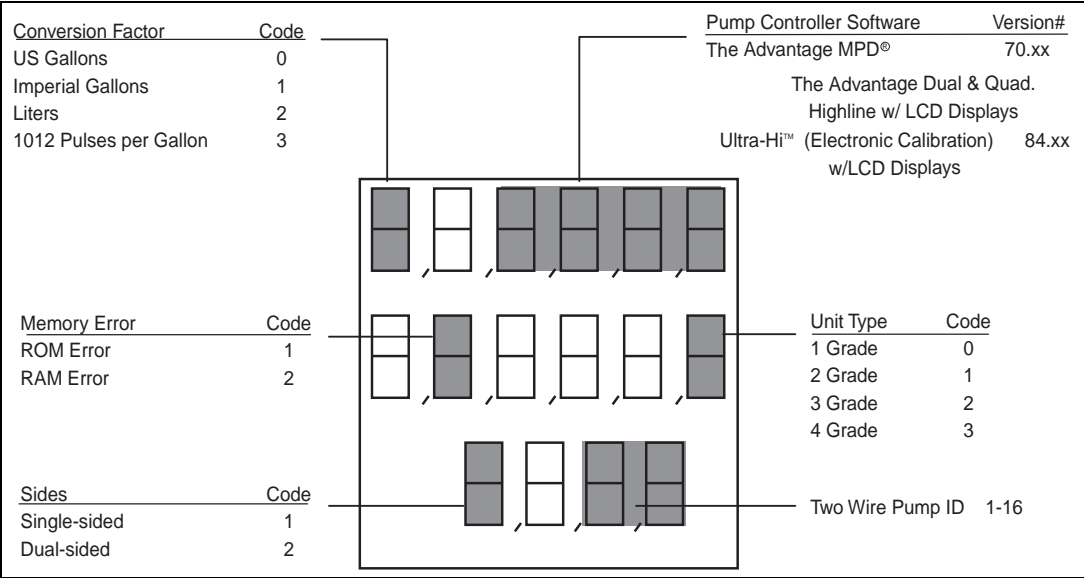 Conversion Factor Code
US Gallons 0
Imperial Gallons 1
Liters 2
1012 Pulses per Gallon 3
Pump Controller Software Version#
The Advantage MPD® 70.xx
The Advantage Dual & Quad.
Highline w/ LCD Displays
Ultra-Hi™ (Electronic Calibration) 84.xx
w/LCD Displays
Memory Error Code
ROM Error 1
RAM Error 2
Unit Type Code
1 Grade 0
2 Grade 1
3 Grade 2
4 Grade 3
Sides Code
Single-sided 1
Dual-sided 2
Two Wire Pump ID 1-16